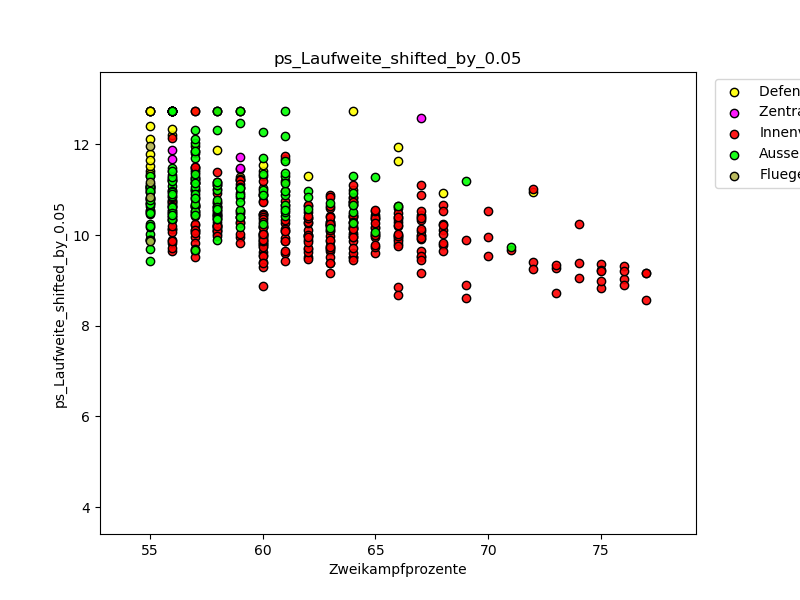 ps_Laufweite_shifted_by_0.05
12
10
8
6
4
ps_Laufweite_shifted_by_0.05
55 60 65 70 75
Zweikampfprozente
Defen
Zentra
Innenv
Ausse
Fluege